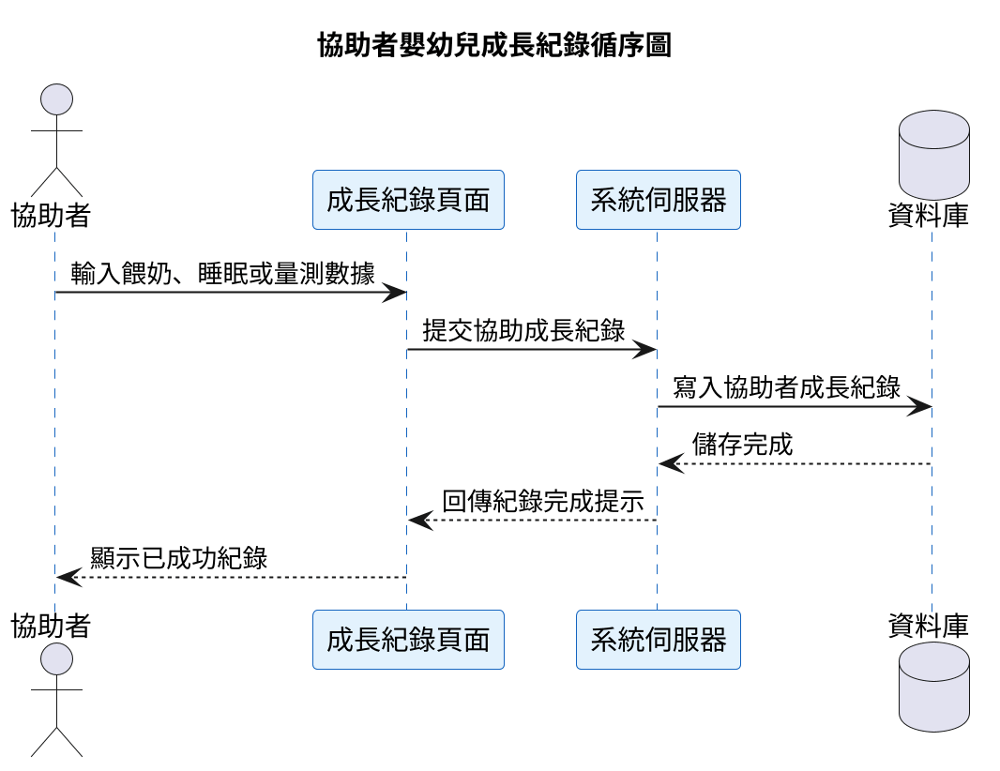 協助者嬰幼兒成長紀錄循序圖
協助者
成長紀錄頁面
系統伺服器
資料庫
輸入餵奶、睡眠或量測數據
提交協助成長紀錄
寫入協助者成長紀錄
儲存完成
回傳紀錄完成提示
顯示已成功紀錄
協助者
成長紀錄頁面
系統伺服器
資料庫